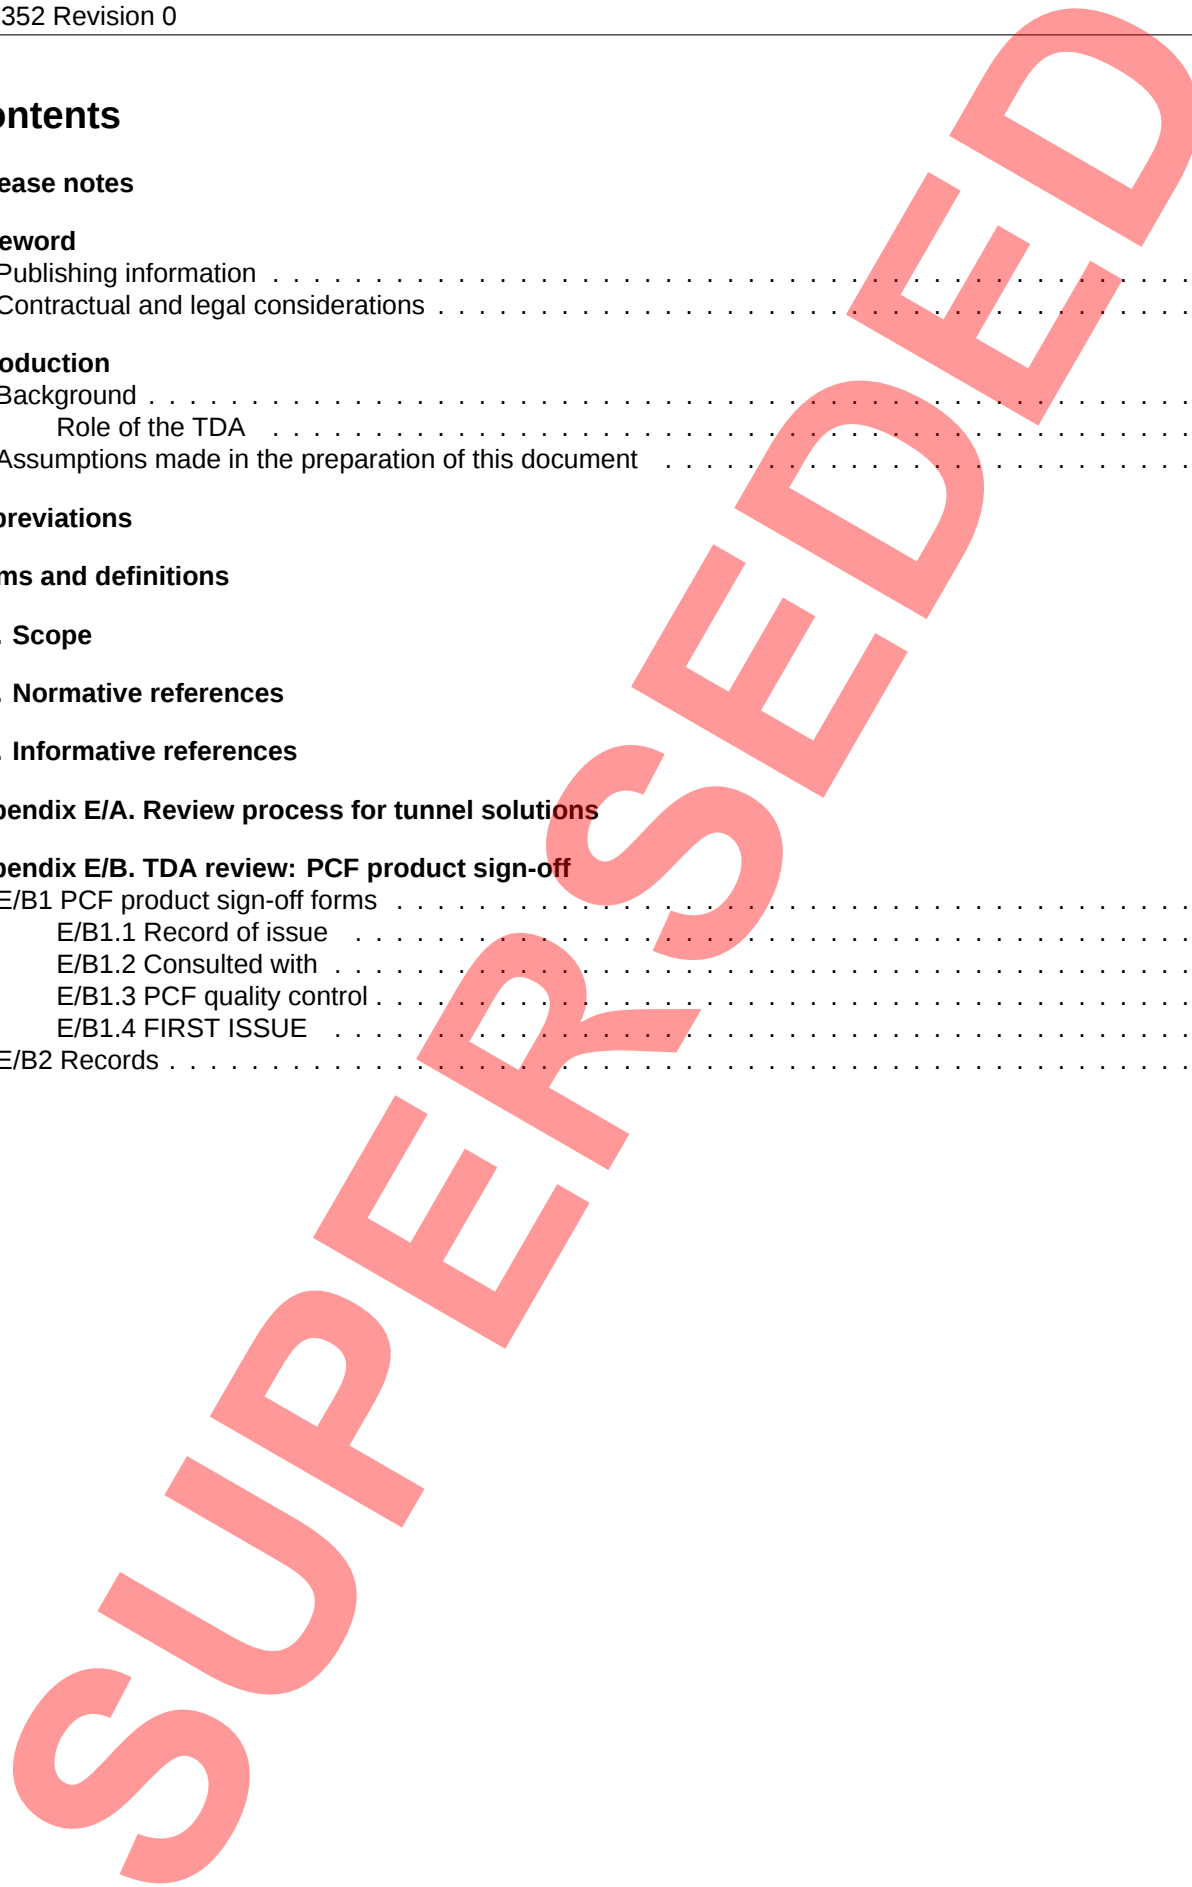 352 Revision 0
ontents
ease notes
eword
Publishing information . . . . . . . . . . . . . . . . . . . . . . . . . . . . . . . . . . . . . . . . . . . . .
Contractual and legal considerations . . . . . . . . . . . . . . . . . . . . . . . . . . . . . . . . . . . . .
oduction
Background . . . . . . . . . . . . . . . . . . . . . . . . . . . . . . . . . . . . . . . . . . . . . . . . . . .
Role of the TDA . . . . . . . . . . . . . . . . . . . . . . . . . . . . . . . . . . . . . . . . . . . . .
Assumptions made in the preparation of this document . . . . . . . . . . . . . . . . . . . . . . . . . .
breviations
ms and definitions
. Scope
. Normative references
. Informative references
pendix E/A. Review process for tunnel solutions
pendix E/B. TDA review: PCF product sign-off
E/B1 PCF product sign-off forms . . . . . . . . . . . . . . . . . . . . . . . . . . . . . . . . . . . . . . .
E/B1.1 Record of issue . . . . . . . . . . . . . . . . . . . . . . . . . . . . . . . . . . . . . . . . .
E/B1.2 Consulted with . . . . . . . . . . . . . . . . . . . . . . . . . . . . . . . . . . . . . . . . . .
E/B1.3 PCF quality control . . . . . . . . . . . . . . . . . . . . . . . . . . . . . . . . . . . . . . . .
E/B1.4 FIRST ISSUE . . . . . . . . . . . . . . . . . . . . . . . . . . . . . . . . . . . . . . . . . .
E/B2 Records . . . . . . . . . . . . . . . . . . . . . . . . . . . . . . . . . . . . . . . . . . . . . . . . . .
SUPERSEDED